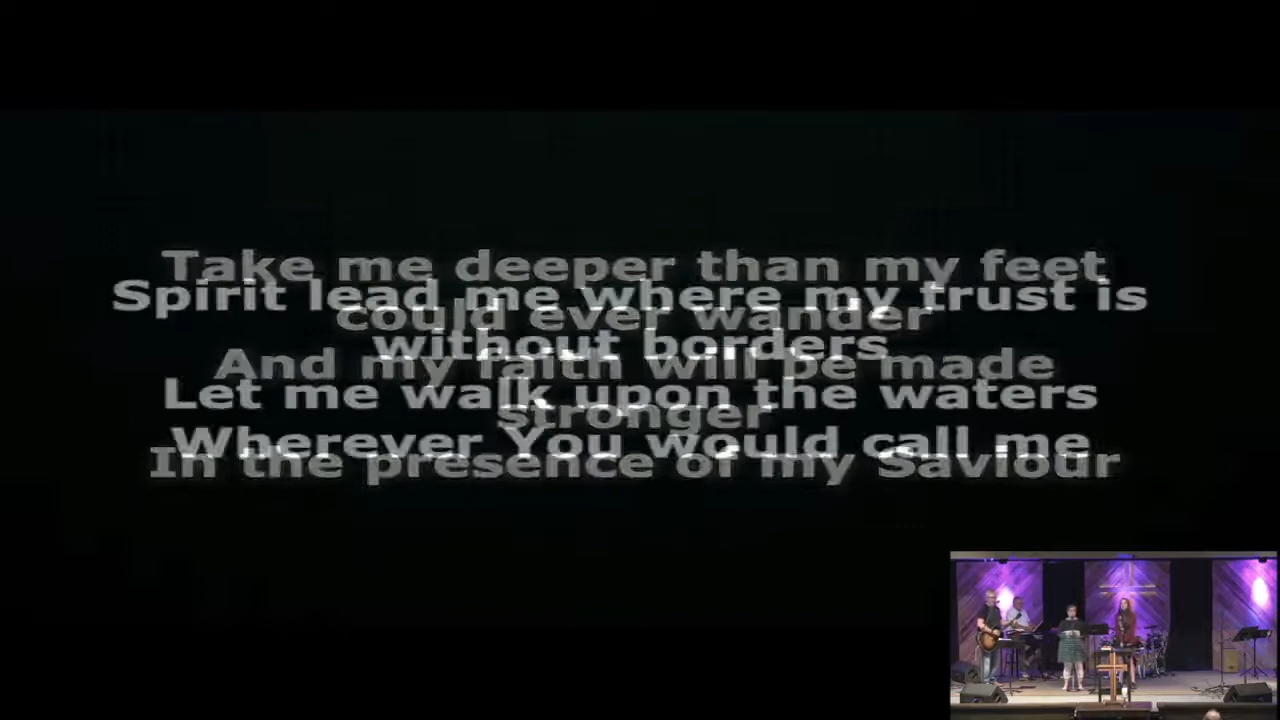 Take me deeper than my feet
Spirit lead me where my trust is
could ever wander
without borders
And my faith will be made
Let me walk upon the waters
stronger
Wherever You would call me
In the presence of my Saviour